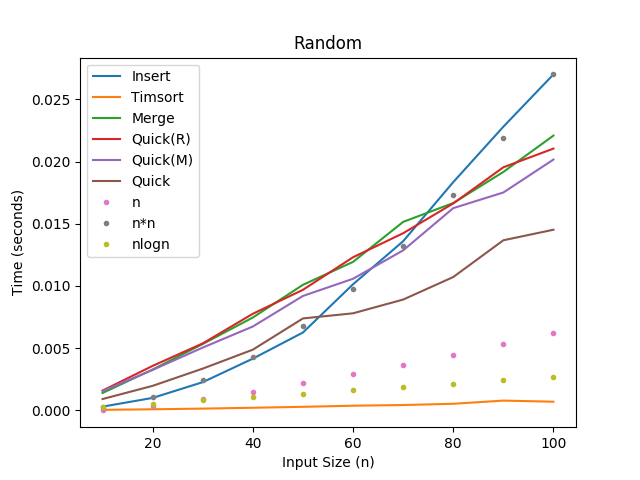 Random
Time (seconds)
0.025
0.020
0.015
0.010
0.005
0.000
Insert
Timsort
Merge
Quick(R)
Quick(M)
Quick
n
n*n
nlogn
20 40 60 80 100
Input Size (n)